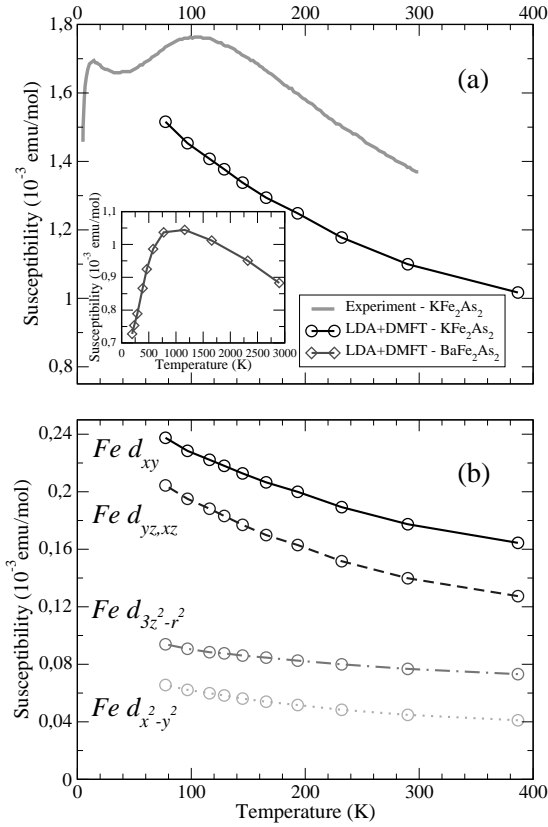 0 100 200 300 400
1,8
1,6
1,4
1,2
1
0,8
Susceptibility (10⁻³ emu/mol)
(a)
1,1
1
0,9
0,8
0,7
Susceptibility (10⁻³ emu/mol)
0 500 1000 1500 2000 2500 3000
Temperature (K)
Experiment - KFe₂As₂
LDA+DMFT - KFe₂As₂
LDA+DMFT - BaFe₂As₂
0,24
0,2
0,16
0,12
0,08
0,04
0
Susceptibility (10⁻³ emu/mol)
(b)
Fe d_xy
Fe d_yz,xz
Fe d_3z²-r²
Fe d_x²-y²
0 100 200 300 400
Temperature (K)